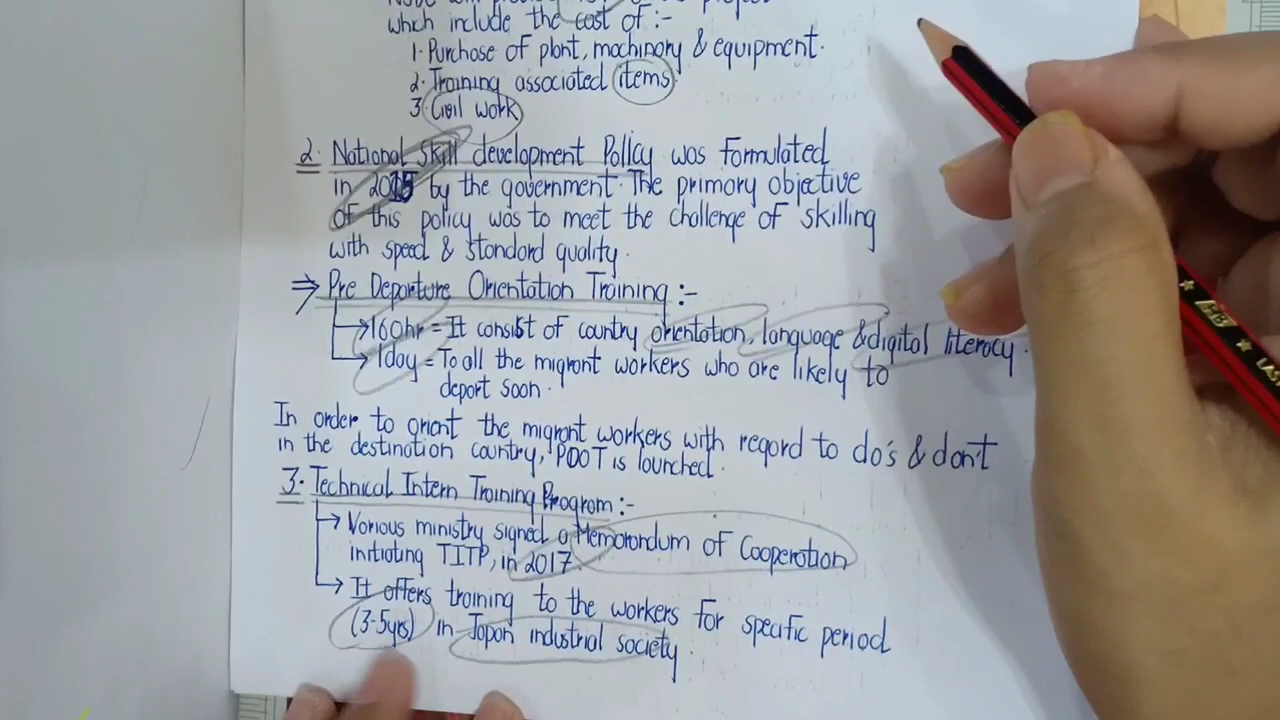 which include the cost of :-
1. Purchase of plant, machinery & equipment.
2. Training associated items.
3. Civil work
2. National Skill development Policy was formulated
in 2015 by the government. The primary objective
of this policy was to meet the challenge of skilling
with speed & standard quality.
⇒ Pre Departure Orientation Training :-
→ 160hr = It consist of country orientation, language & digital literacy.
→ 1day = To all the migrant workers who are likely to
depart soon.
In order to orient the migrant workers with regard to do's & don't
in the destination country, PDOT is launched.
3. Technical Intern Training Program :-
→ Various ministry signed a Memorandum of Cooperation
initiating TITP, in 2017
→ It offers training to the workers for specific period
(3-5yrs) in Japan industrial society.
HB